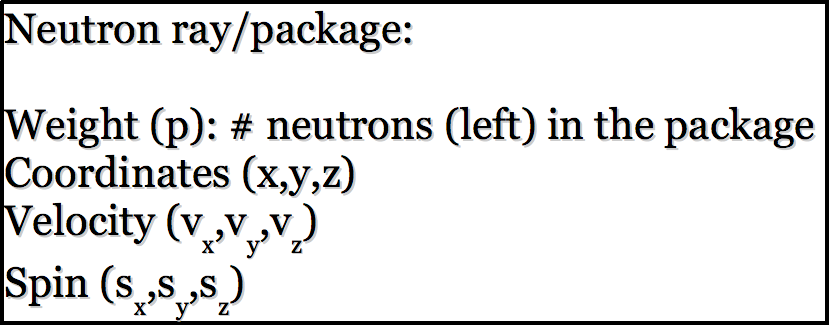 Neutron ray/package:
Weight (p): # neutrons (left) in the package
Coordinates (x,y,z)
Velocity (vx,vy,vz)
Spin (sx,sy,sz)